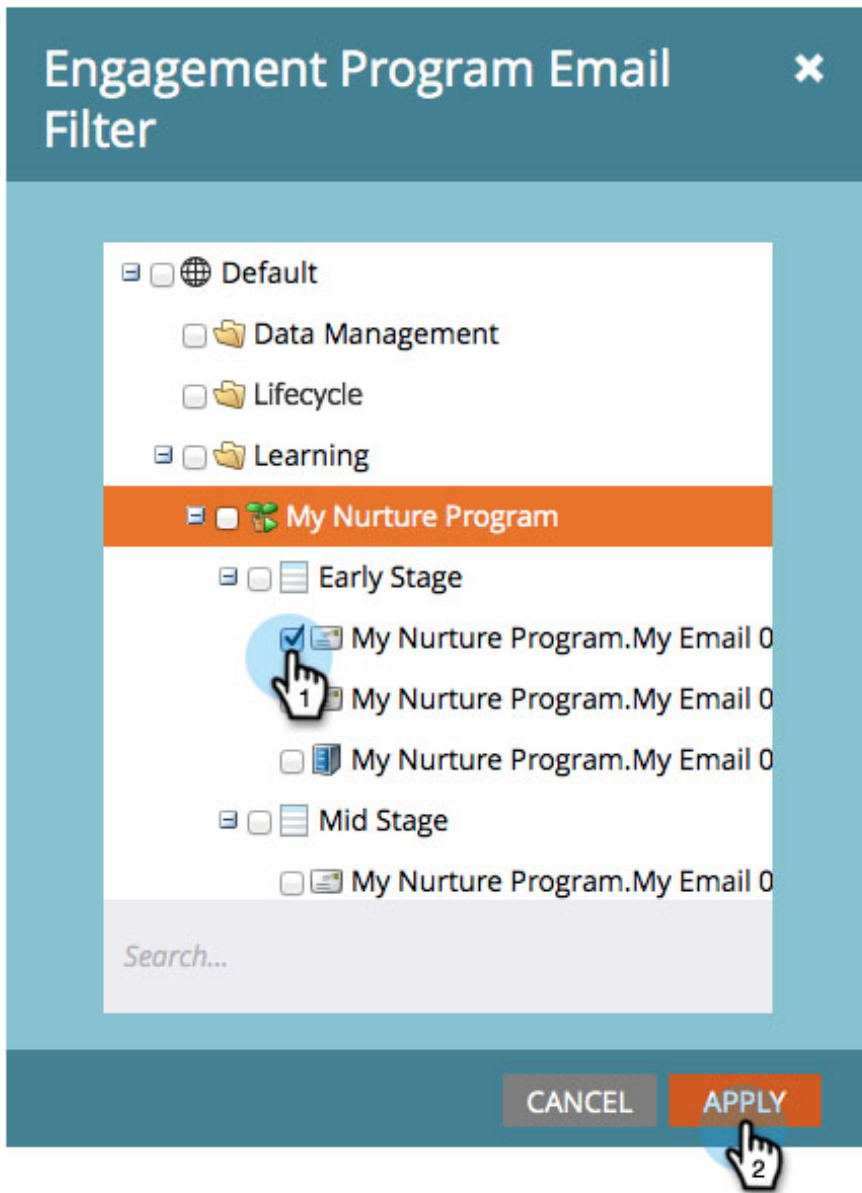 Engagement Program Email
Filter
Default
Data Management
Lifecycle
Learning
My Nurture Program
Early Stage
My Nurture Program.My Email 0
1
My Nurture Program.My Email 0
My Nurture Program.My Email 0
Mid Stage
My Nurture Program.My Email 0
Search...
CANCEL
APPLY
2